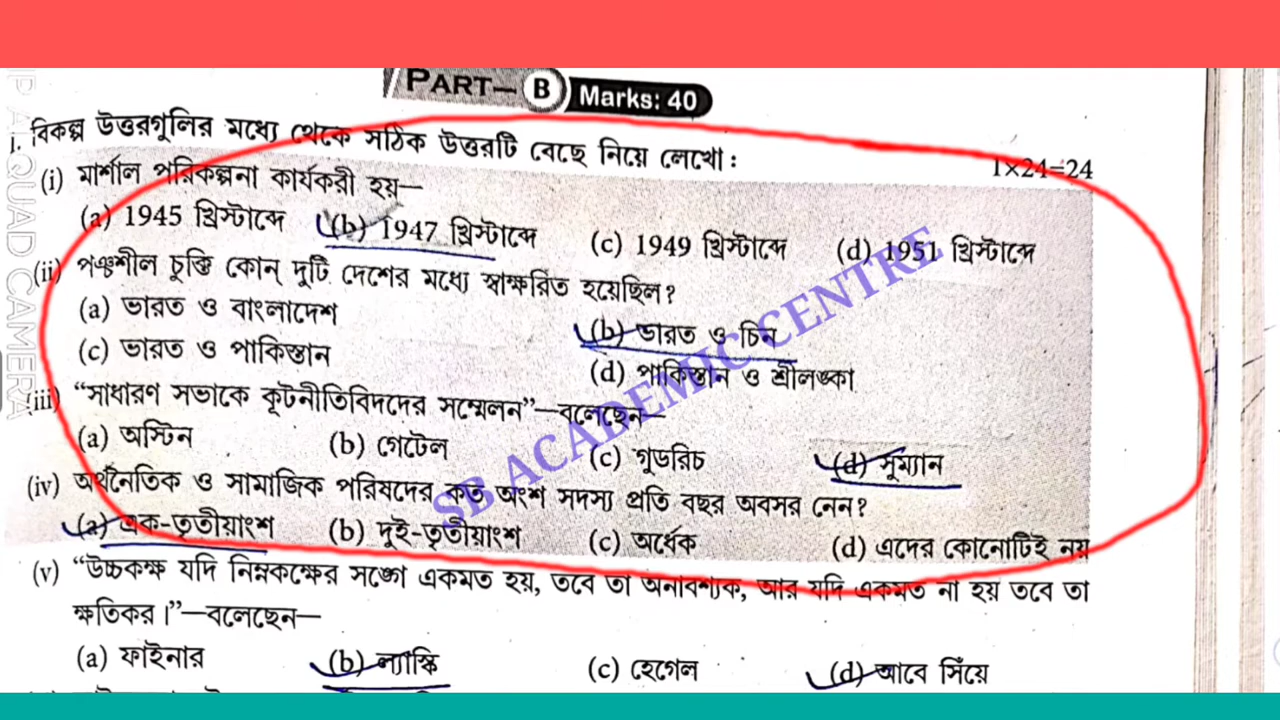 PART— B Marks: 40
1. বিকল্প উত্তরগুলির মধ্যে থেকে সঠিক উত্তরটি বেছে নিয়ে লেখো : 1×24=24
(i) মার্শাল পরিকল্পনা কার্যকরী হয়—
(a) 1945 খ্রিস্টাব্দে (b) 1947 খ্রিস্টাব্দে (c) 1949 খ্রিস্টাব্দে (d) 1951 খ্রিস্টাব্দে
(ii) পঞ্চশীল চুক্তি কোন্ দুটি দেশের মধ্যে স্বাক্ষরিত হয়েছিল?
(a) ভারত ও বাংলাদেশ (b) ভারত ও চিন
(c) ভারত ও পাকিস্তান (d) পাকিস্তান ও শ্রীলঙ্কা
(iii) “সাধারণ সভাকে কূটনীতিবিদদের সম্মেলন”—বলেছেন—
(a) অস্টিন (b) গেটেল (c) গুডরিচ (d) সুম্যান
(iv) অর্থনৈতিক ও সামাজিক পরিষদের কত অংশ সদস্য প্রতি বছর অবসর নেন?
(a) এক-তৃতীয়াংশ (b) দুই-তৃতীয়াংশ (c) অর্ধেক (d) এদের কোনোটিই নয়
(v) “উচ্চকক্ষ যদি নিম্নকক্ষের সঙ্গে একমত হয়, তবে তা অনাবশ্যক, আর যদি একমত না হয় তবে তা
ক্ষতিকর।”—বলেছেন—
(a) ফাইনার (b) ল্যাস্কি (c) হেগেল (d) আবে সিঁয়ে
SB ACADEMIC CENTRE
QUAD CAMERA